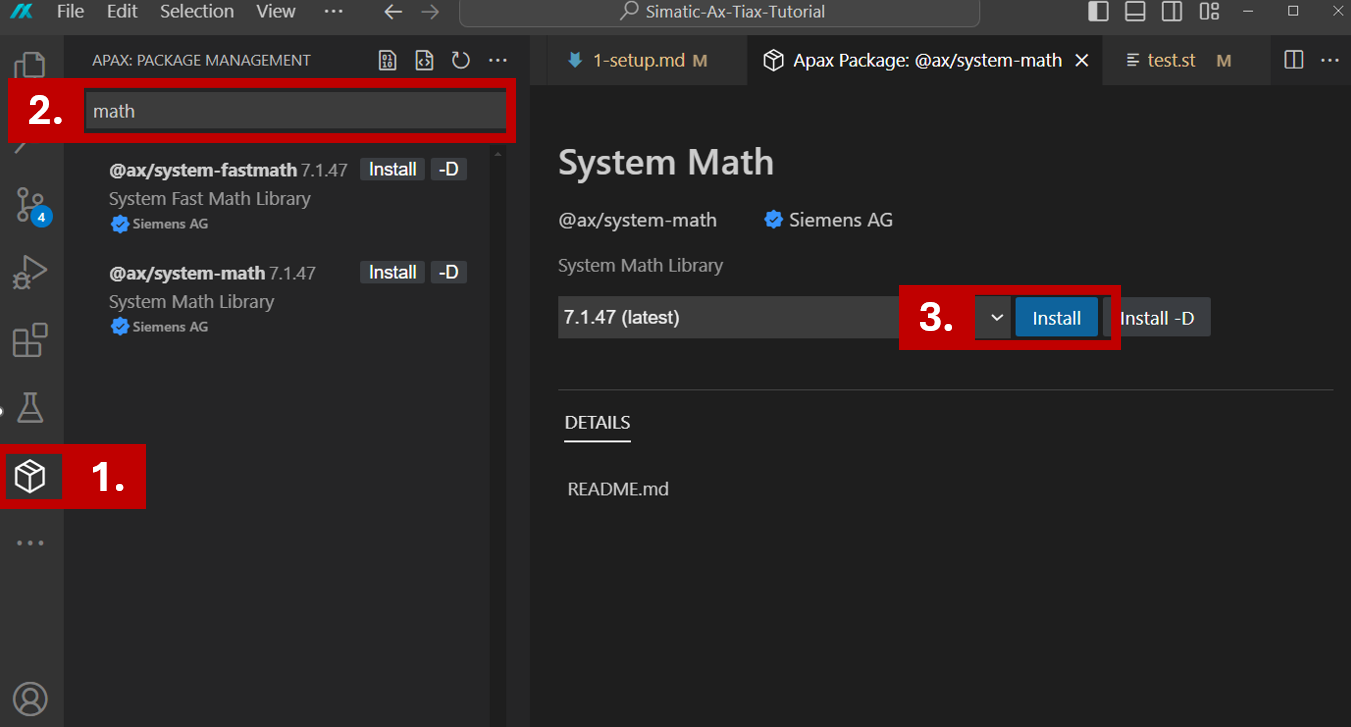 File Edit Selection View ··· Simatic-Ax-Tiax-Tutorial
APAX: PACKAGE MANAGEMENT
1-setup.md M Apax Package: @ax/system-math test.st M
2. math
@ax/system-fastmath 7.1.47 Install -D
System Fast Math Library
Siemens AG
@ax/system-math 7.1.47 Install -D
System Math Library
Siemens AG
4
1.
System Math
@ax/system-math Siemens AG
System Math Library
7.1.47 (latest) 3. Install Install -D
DETAILS
README.md